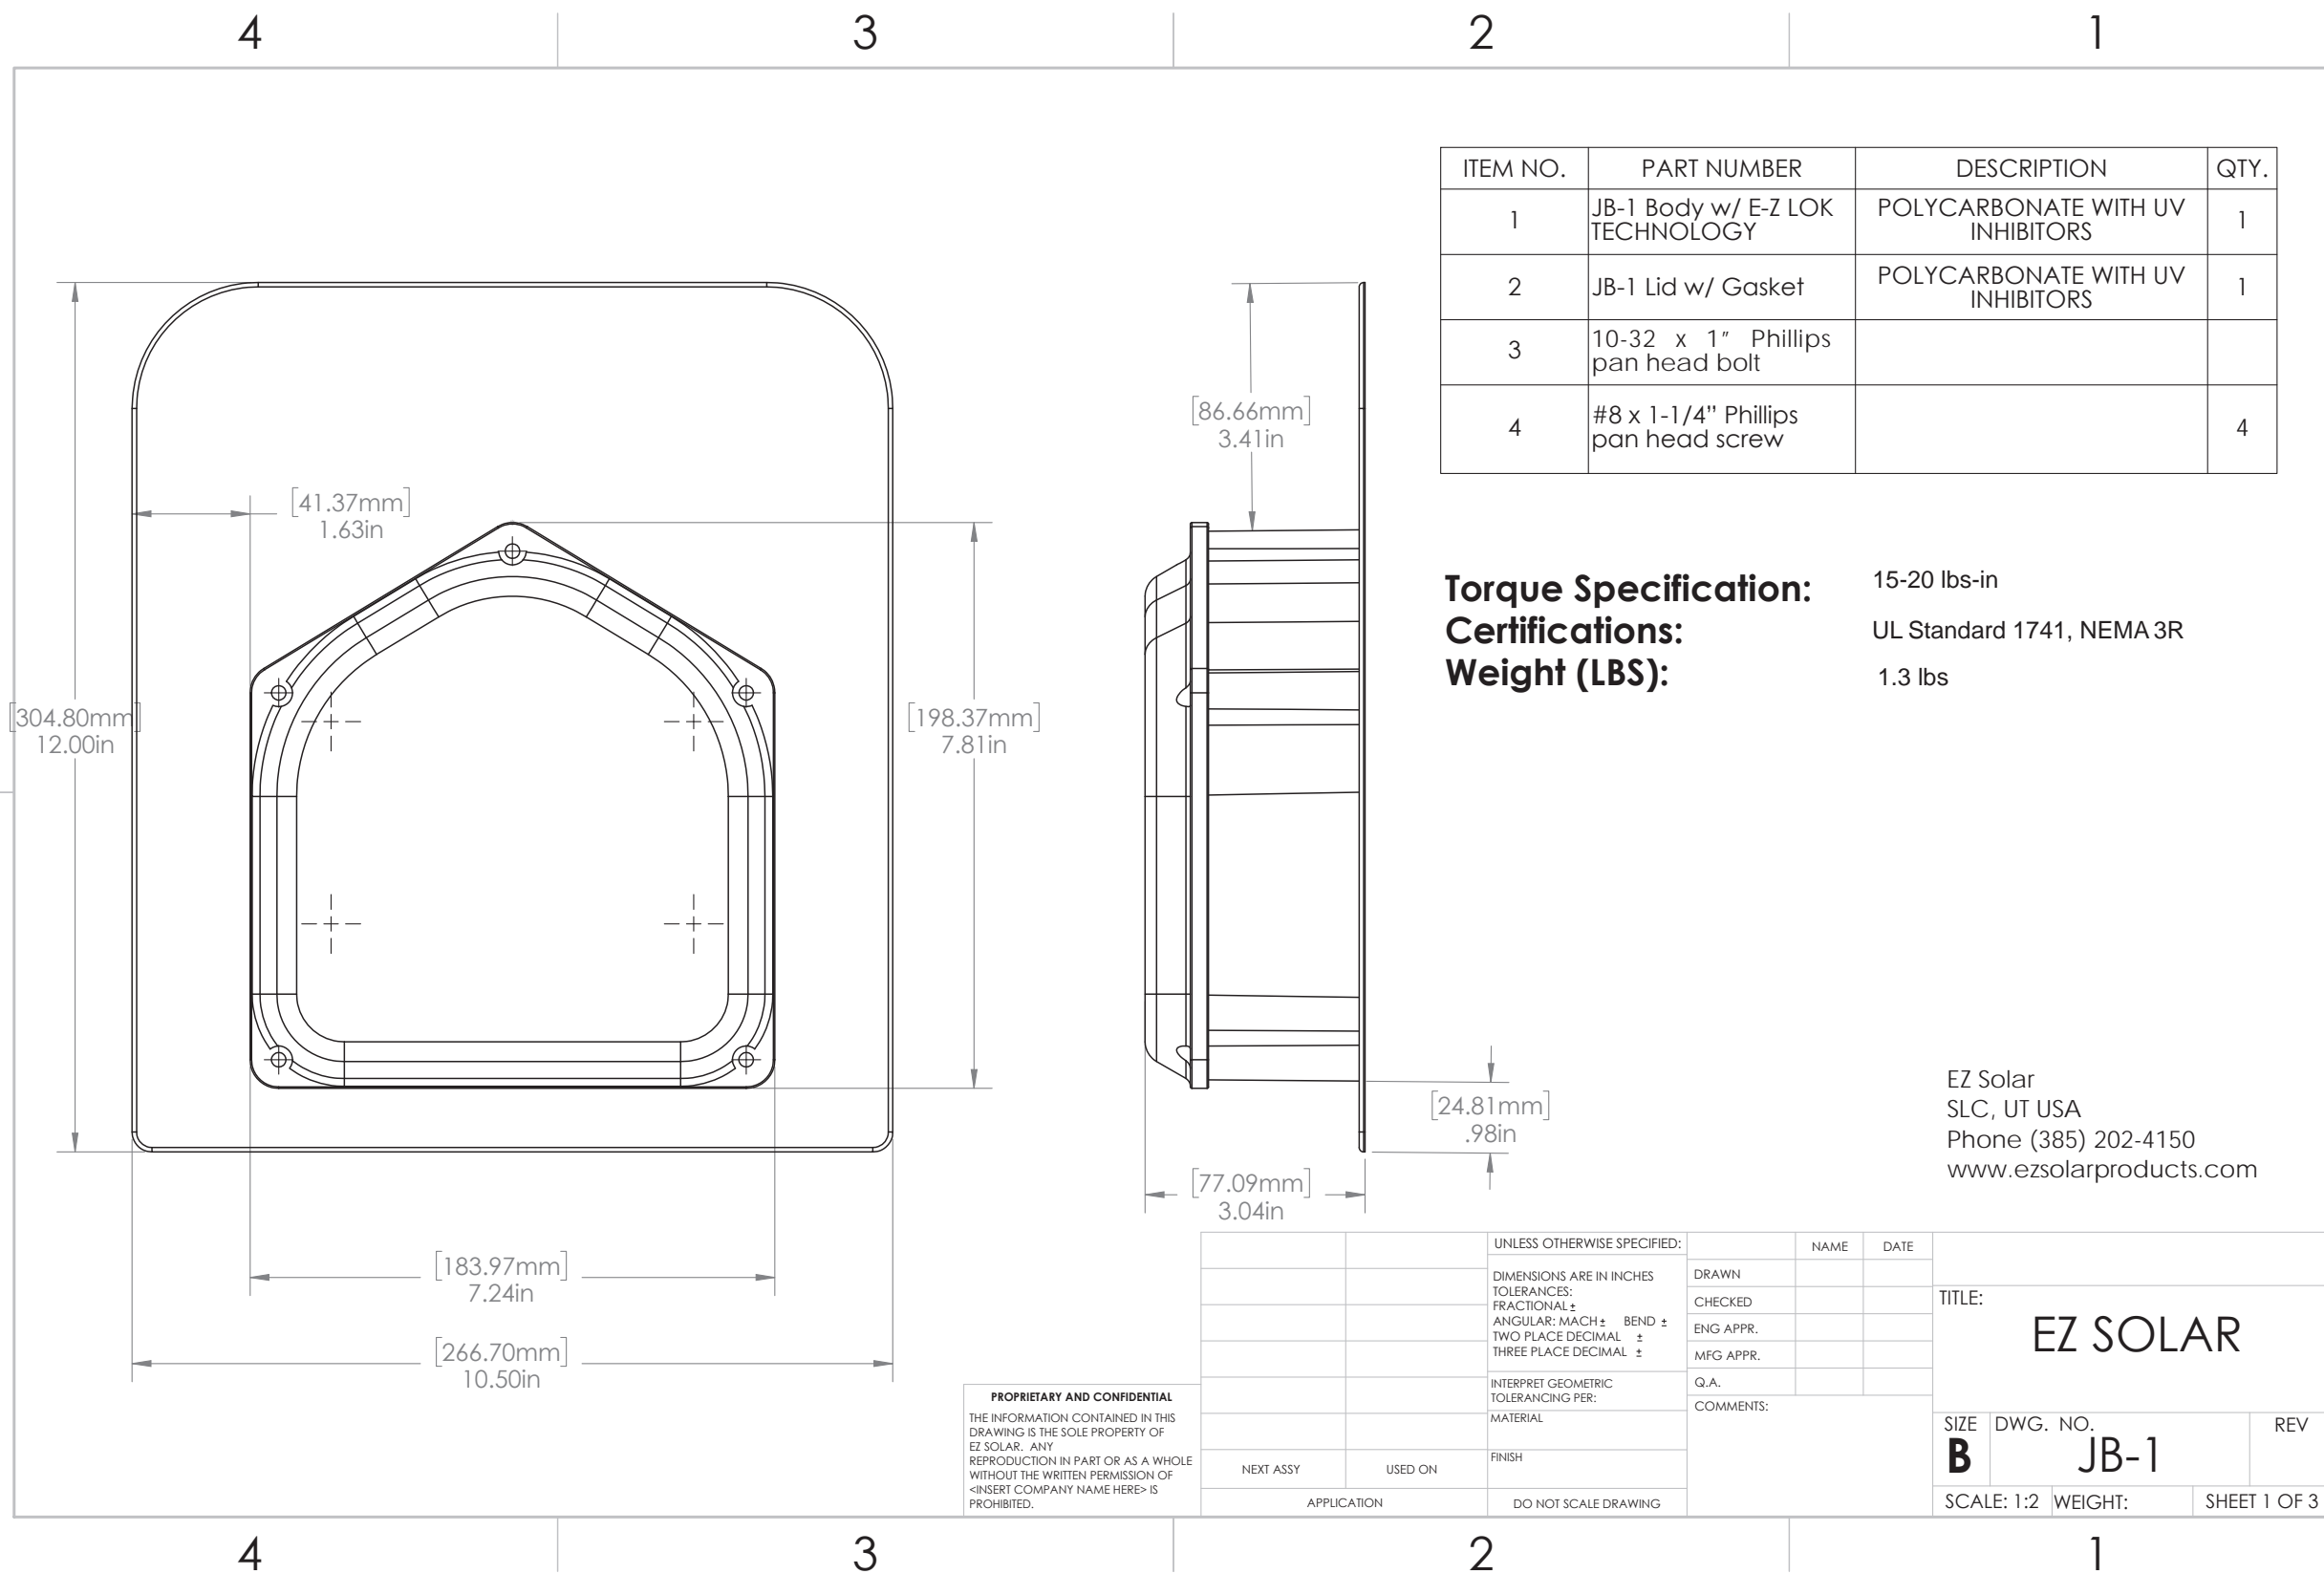 4 3 2 1
ITEM NO. PART NUMBER DESCRIPTION QTY.
1 JB-1 Body w/ E-Z LOK TECHNOLOGY POLYCARBONATE WITH UV INHIBITORS 1
2 JB-1 Lid w/ Gasket POLYCARBONATE WITH UV INHIBITORS 1
3 10-32 x 1" Phillips pan head bolt
4 #8 x 1-1/4” Phillips pan head screw 4
[86.66mm]
3.41in
[41.37mm]
1.63in
[304.80mm]
12.00in
[198.37mm]
7.81in
Torque Specification: 15-20 lbs-in
Certifications: UL Standard 1741, NEMA 3R
Weight (LBS): 1.3 lbs
[24.81mm]
.98in
[77.09mm]
3.04in
[183.97mm]
7.24in
[266.70mm]
10.50in
EZ Solar
SLC, UT USA
Phone (385) 202-4150
www.ezsolarproducts.com
PROPRIETARY AND CONFIDENTIAL
THE INFORMATION CONTAINED IN THIS
DRAWING IS THE SOLE PROPERTY OF
EZ SOLAR. ANY
REPRODUCTION IN PART OR AS A WHOLE
WITHOUT THE WRITTEN PERMISSION OF
<INSERT COMPANY NAME HERE> IS
PROHIBITED.
NEXT ASSY USED ON
APPLICATION
UNLESS OTHERWISE SPECIFIED:
DIMENSIONS ARE IN INCHES
TOLERANCES:
FRACTIONAL ±
ANGULAR: MACH ± BEND ±
TWO PLACE DECIMAL ±
THREE PLACE DECIMAL ±
INTERPRET GEOMETRIC
TOLERANCING PER:
MATERIAL
FINISH
DO NOT SCALE DRAWING
NAME DATE
DRAWN
CHECKED
ENG APPR.
MFG APPR.
Q.A.
COMMENTS:
TITLE:
EZ SOLAR
SIZE DWG. NO. REV
B JB-1
SCALE: 1:2 WEIGHT: SHEET 1 OF 3
4 3 2 1